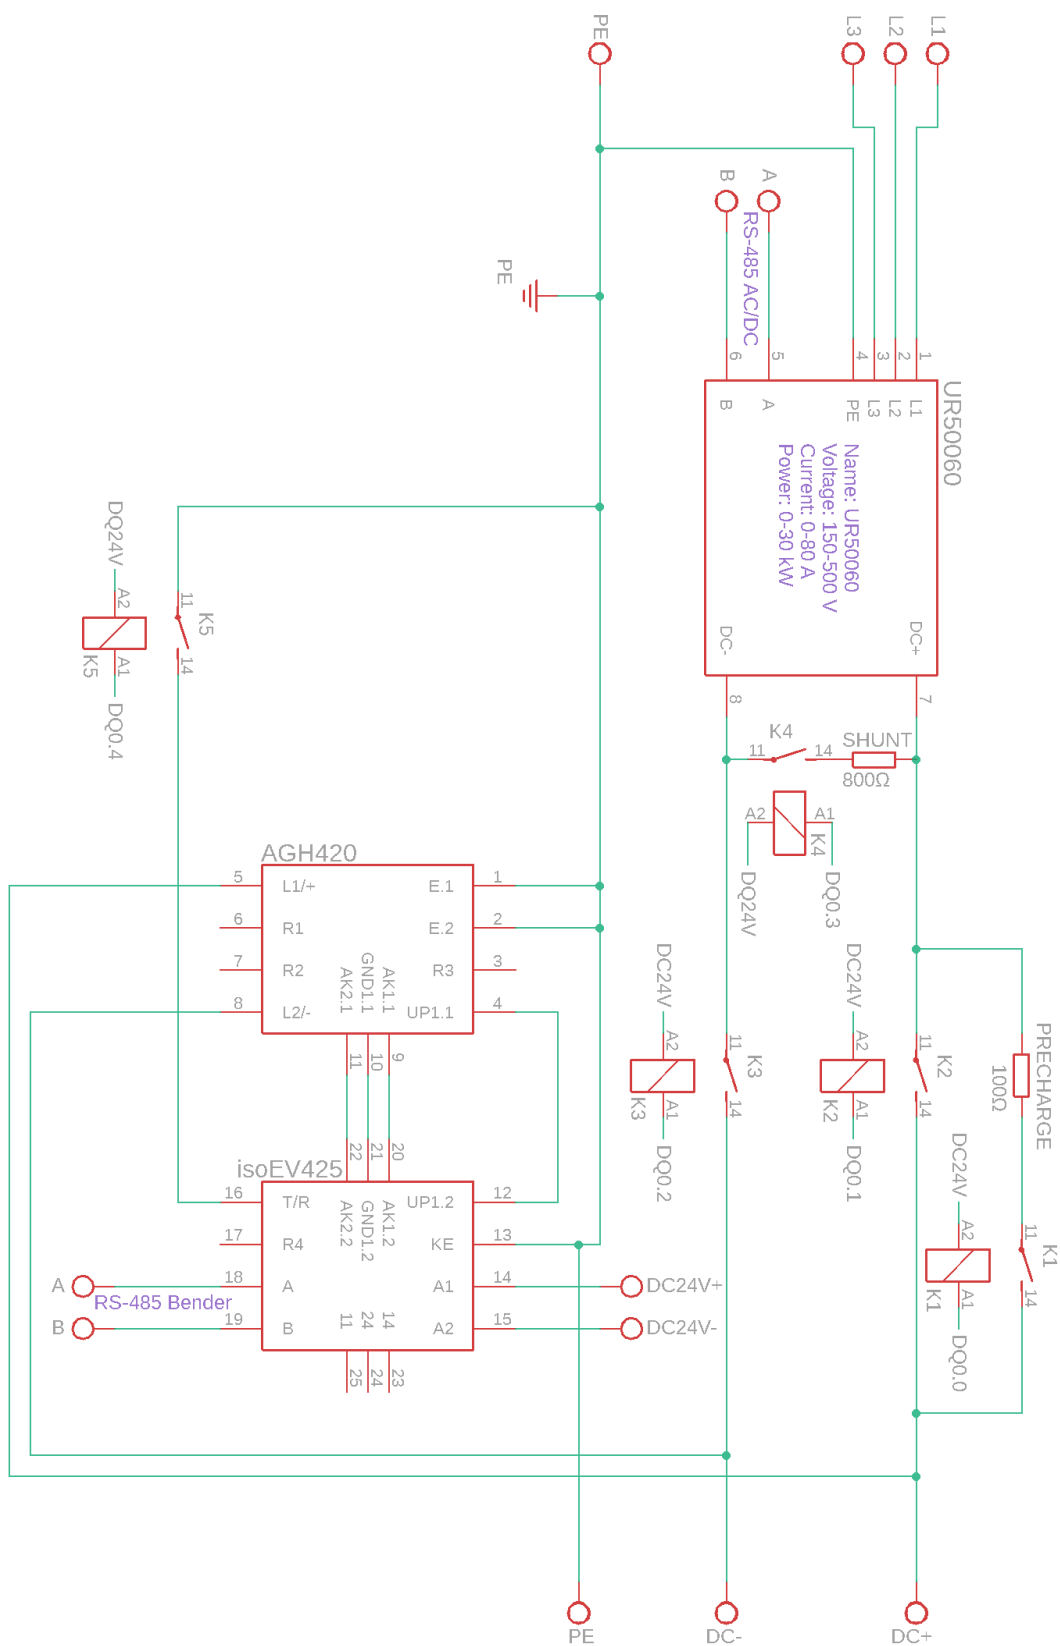 PE
L3
L2
L1
B
A
RS-485 AC/DC
PE
6
5
4
3
2
1
UR50060
B
A
PE
L3
L2
L1
Name: UR50060
Voltage: 150-500 V
Current: 0-80 A
Power: 0-30 kW
DC-
DC+
8
7
DQ24V
A2
K5
A1
DQ0.4
11
K5
14
K4
11
14
SHUNT
800Ω
A2
A1
K4
DQ24V
DQ0.3
AGH420
5
L1/+
E.1
1
6
R1
E.2
2
7
R2
R3
3
8
L2/-
UP1.1
4
AK2.1
GND1.1
AK1.1
11
10
9
DC24V
A2
K3
A1
DQ0.2
11
K3
14
DC24V
A2
K2
A1
DQ0.1
11
K2
14
PRECHARGE
100Ω
DC24V
A2
K1
A1
DQ0.0
11
K1
14
22
21
20
isoEV425
16
T/R
UP1.2
12
17
R4
KE
13
18
A
A1
14
19
B
A2
15
AK2.2
GND1.2
AK1.2
11
24
14
25
24
23
A
RS-485 Bender
B
DC24V+
DC24V-
PE
DC-
DC+